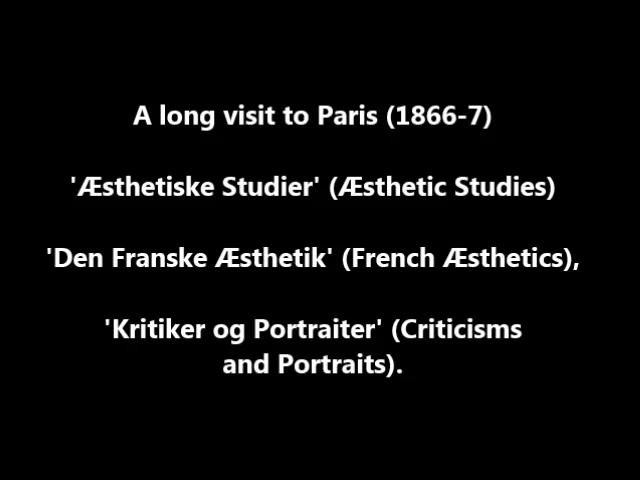 A long visit to Paris (1866-7)
'Æsthetiske Studier' (Æsthetic Studies)
'Den Franske Æsthetik' (French Æsthetics),
'Kritiker og Portraiter' (Criticisms
and Portraits).